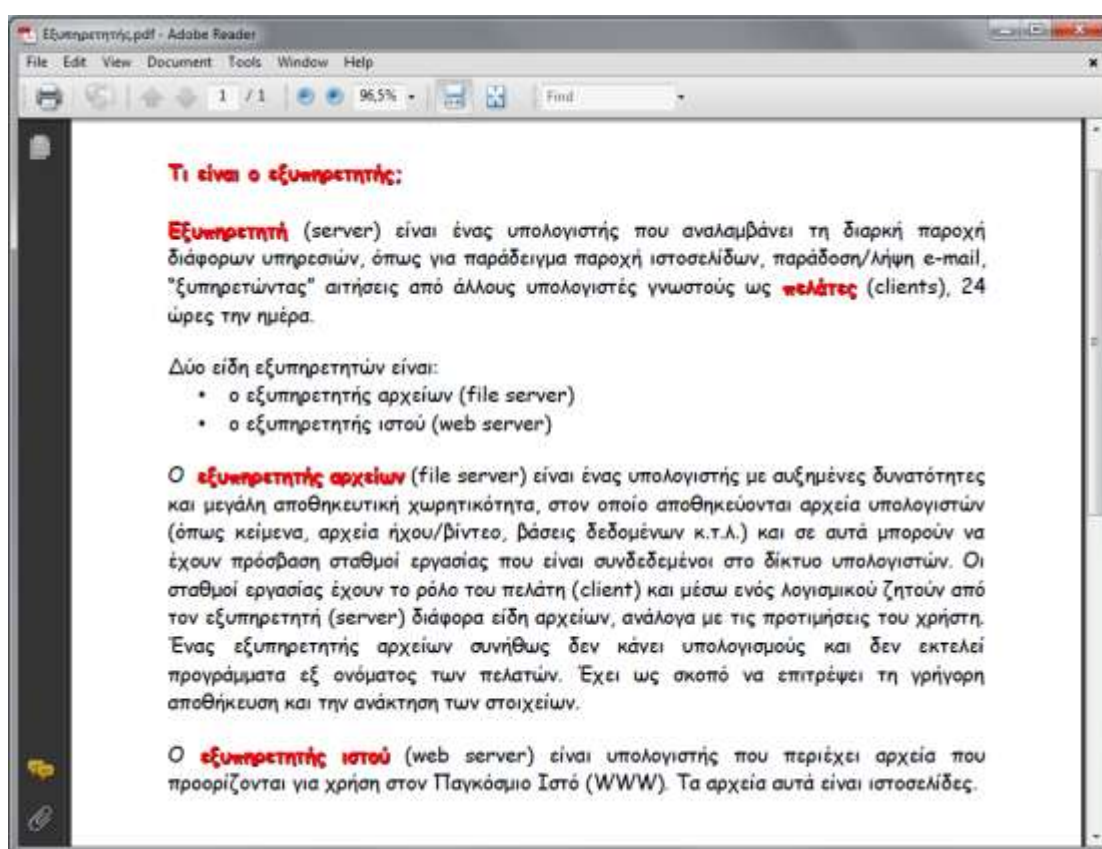 Εξυπηρετητής.pdf - Adobe Reader
File Edit View Document Tools Window Help
1 / 1 96,5% Find
Τι είναι ο εξυπηρετητής;
Εξυπηρετητή (server) είναι ένας υπολογιστής που αναλαμβάνει τη διαρκή παροχή
διάφορων υπηρεσιών, όπως για παράδειγμα παροχή ιστοσελίδων, παράδοση/λήψη e-mail,
"ξυπηρετώντας" αιτήσεις από άλλους υπολογιστές γνωστούς ως πελάτες (clients), 24
ώρες την ημέρα.
Δύο είδη εξυπηρετητών είναι:
• ο εξυπηρετητής αρχείων (file server)
• ο εξυπηρετητής ιστού (web server)
Ο εξυπηρετητής αρχείων (file server) είναι ένας υπολογιστής με αυξημένες δυνατότητες
και μεγάλη αποθηκευτική χωρητικότητα, στον οποίο αποθηκεύονται αρχεία υπολογιστών
(όπως κείμενα, αρχεία ήχου/βίντεο, βάσεις δεδομένων κ.τ.λ.) και σε αυτά μπορούν να
έχουν πρόσβαση σταθμοί εργασίας που είναι συνδεδεμένοι στο δίκτυο υπολογιστών. Οι
σταθμοί εργασίας έχουν το ρόλο του πελάτη (client) και μέσω ενός λογισμικού ζητούν από
τον εξυπηρετητή (server) διάφορα είδη αρχείων, ανάλογα με τις προτιμήσεις του χρήστη.
Ένας εξυπηρετητής αρχείων συνήθως δεν κάνει υπολογισμούς και δεν εκτελεί
προγράμματα εξ ονόματος των πελατών. Έχει ως σκοπό να επιτρέψει τη γρήγορη
αποθήκευση και την ανάκτηση των στοιχείων.
Ο εξυπηρετητής ιστού (web server) είναι υπολογιστής που περιέχει αρχεία που
προορίζονται για χρήση στον Παγκόσμιο Ιστό (WWW). Τα αρχεία αυτά είναι ιστοσελίδες.